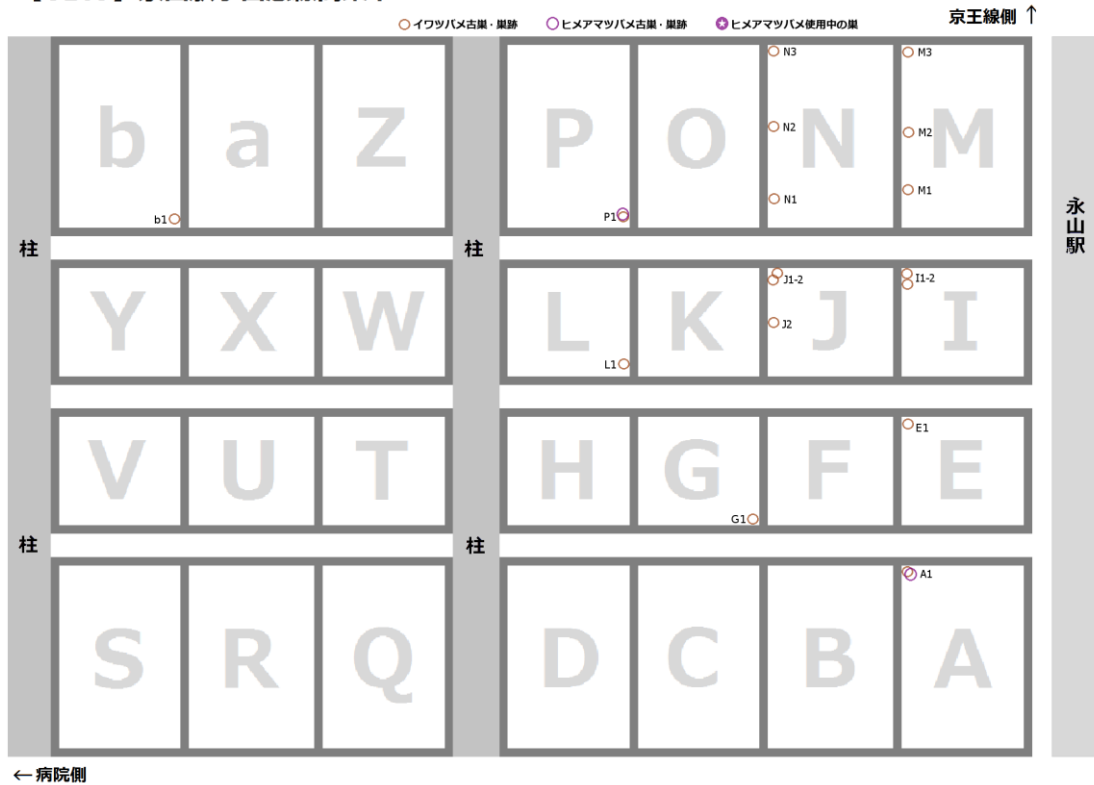 京王線側 ↑
イワツバメ古巣・巣跡 ヒメアマツバメ古巣・巣跡 ヒメアマツバメ使用中の巣
b a Z P O N M
N3 M3
N2 M2
N1 M1
b1 P1
永山駅
柱 柱
Y X W L K J I
J1-2 I1-2
J2
L1
V U T H G F E
E1
G1
柱 柱
S R Q D C B A
A1
← 病院側